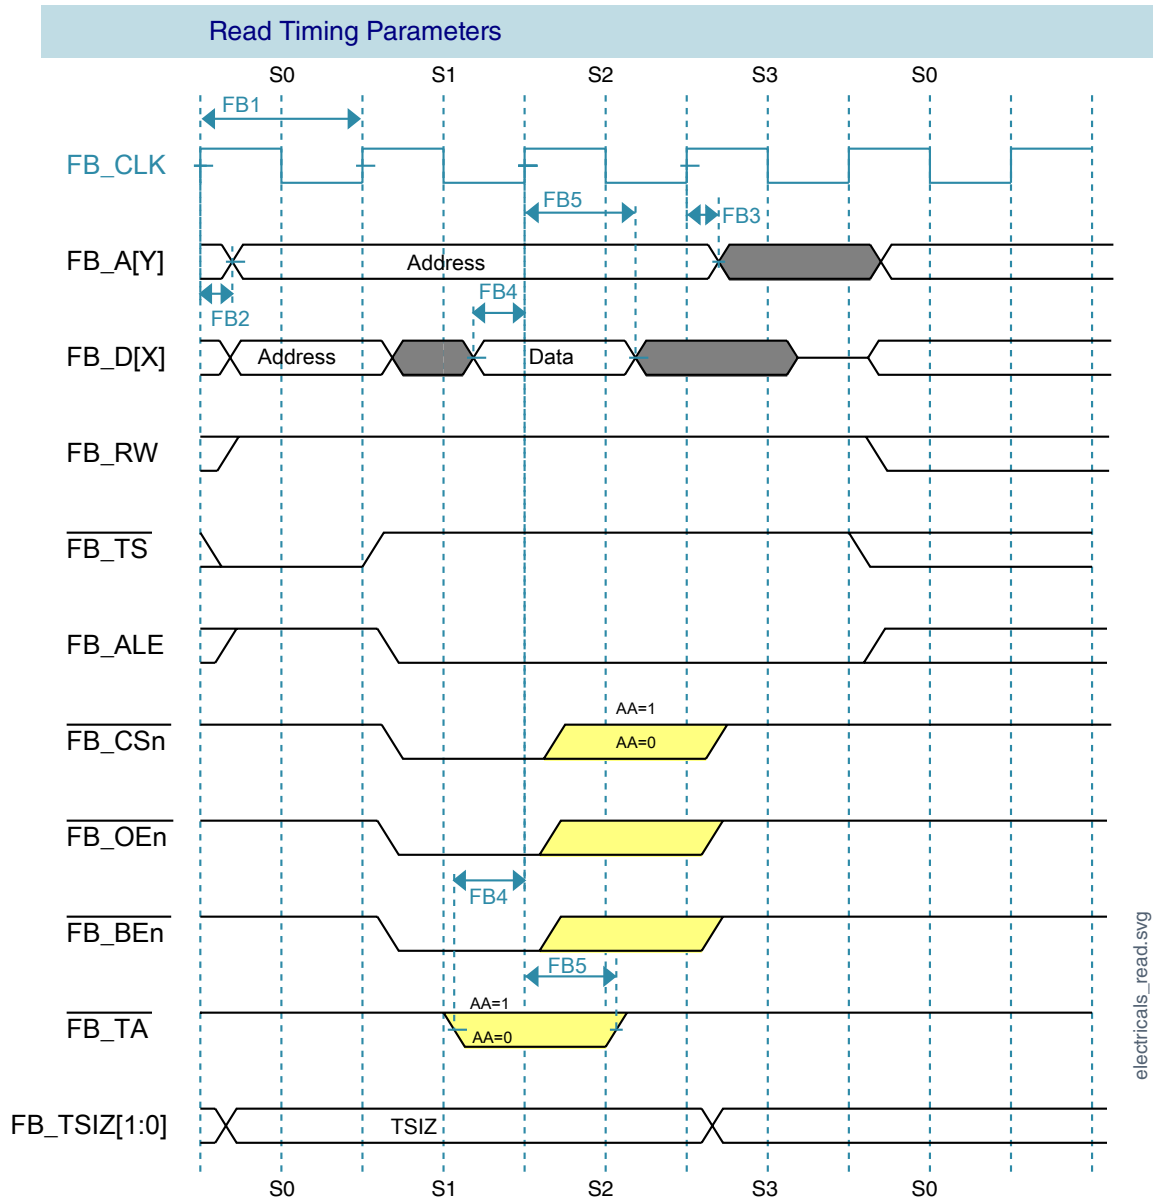 Read Timing Parameters
S0 S1 S2 S3 S0
FB1
FB_CLK
FB5
FB3
FB_A[Y]
Address
FB4
FB2
FB_D[X]
Address
Data
FB_RW
FB_TS
FB_ALE
AA=1
FB_CSn
AA=0
FB_OEn
FB4
FB_BEn
FB5
AA=1
FB_TA
AA=0
FB_TSIZ[1:0]
TSIZ
S0 S1 S2 S3 S0
electricals_read.svg